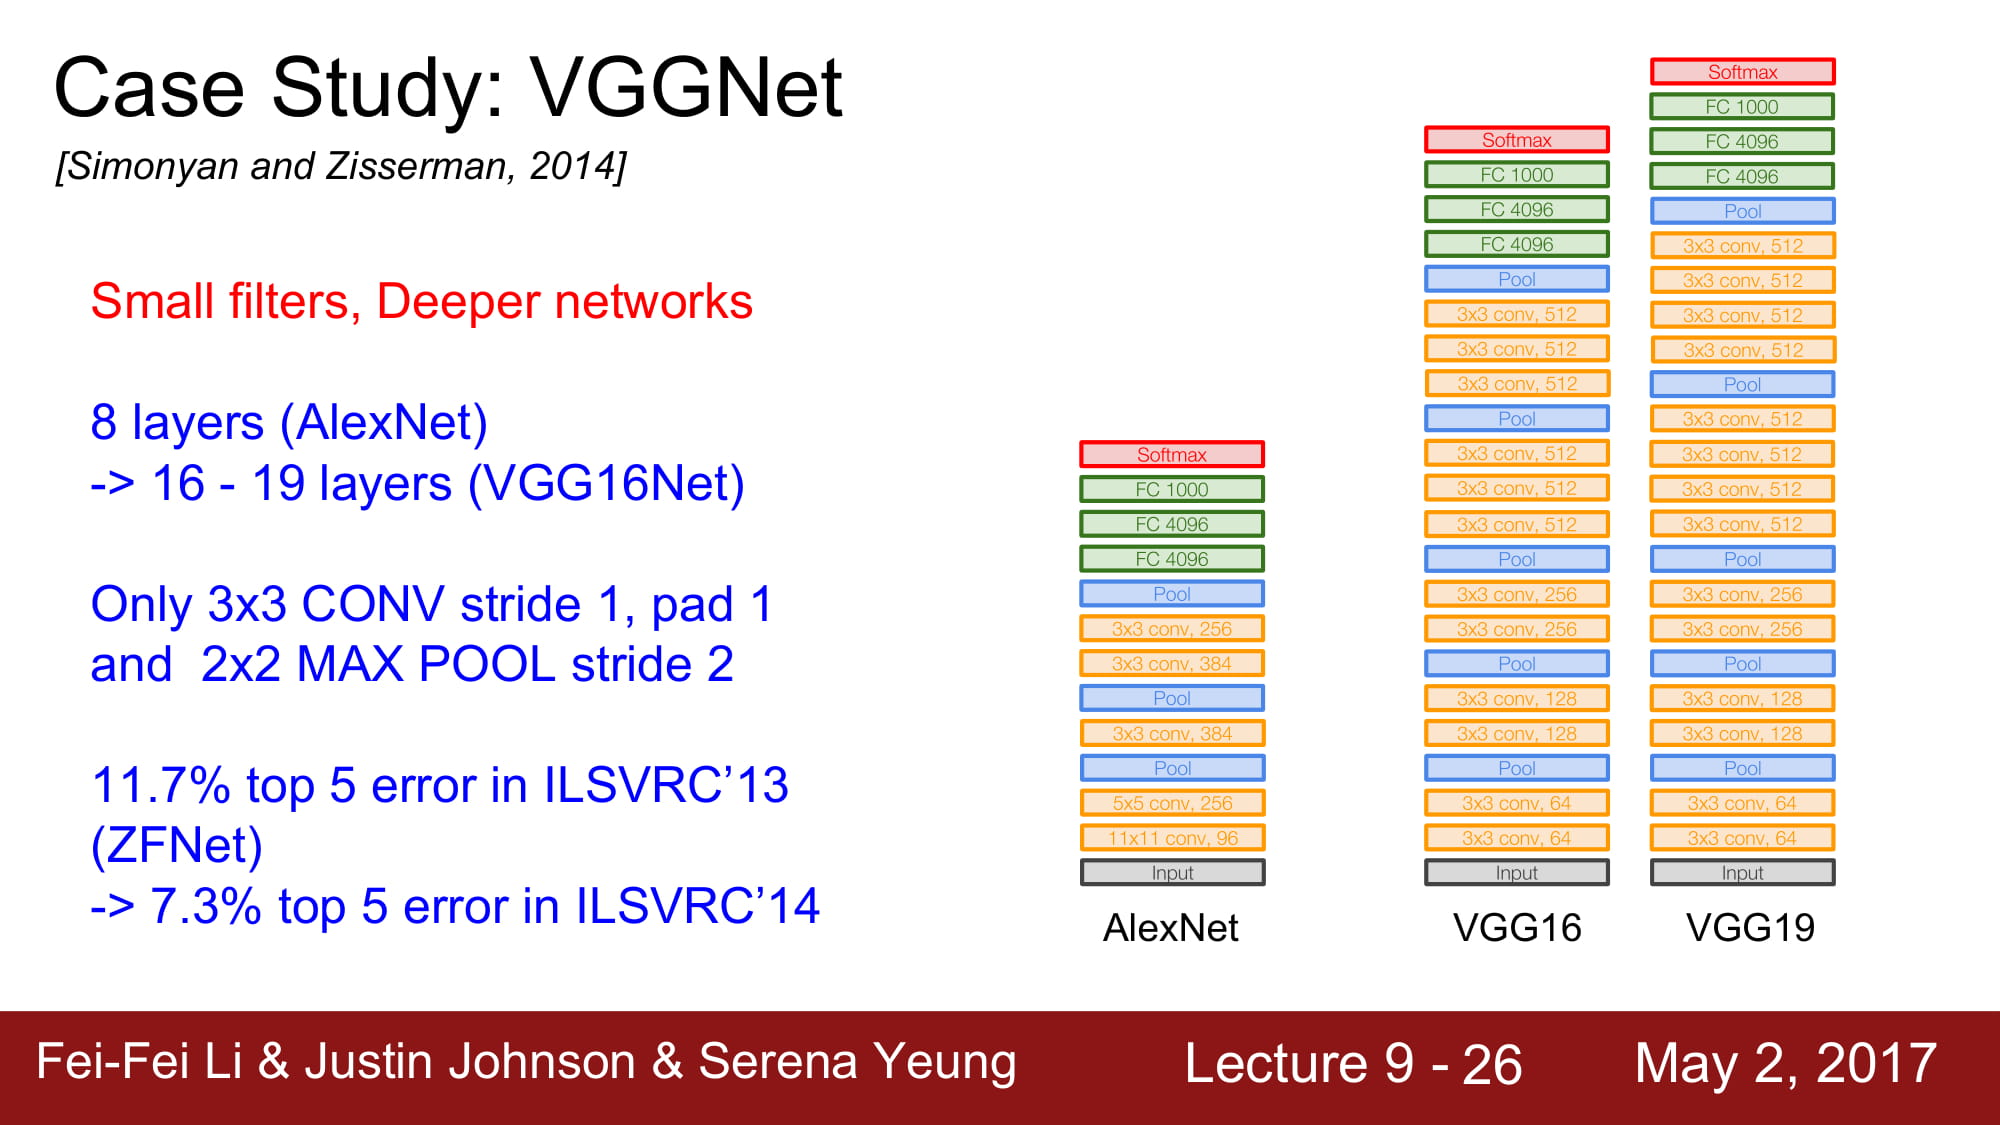 Case Study: VGGNet
[Simonyan and Zisserman, 2014]
Small filters, Deeper networks
8 layers (AlexNet)
-> 16 - 19 layers (VGG16Net)
Only 3x3 CONV stride 1, pad 1
and  2x2 MAX POOL stride 2
11.7% top 5 error in ILSVRC’13
(ZFNet)
-> 7.3% top 5 error in ILSVRC’14
Softmax
FC 1000
FC 4096
FC 4096
Pool
3x3 conv, 256
3x3 conv, 384
Pool
3x3 conv, 384
Pool
5x5 conv, 256
11x11 conv, 96
Input
AlexNet
Softmax
FC 1000
FC 4096
FC 4096
Pool
3x3 conv, 512
3x3 conv, 512
3x3 conv, 512
Pool
3x3 conv, 512
3x3 conv, 512
3x3 conv, 512
Pool
3x3 conv, 256
3x3 conv, 256
Pool
3x3 conv, 128
3x3 conv, 128
Pool
3x3 conv, 64
3x3 conv, 64
Input
VGG16
Softmax
FC 1000
FC 4096
FC 4096
Pool
3x3 conv, 512
3x3 conv, 512
3x3 conv, 512
3x3 conv, 512
Pool
3x3 conv, 512
3x3 conv, 512
3x3 conv, 512
3x3 conv, 512
Pool
3x3 conv, 256
3x3 conv, 256
Pool
3x3 conv, 128
3x3 conv, 128
Pool
3x3 conv, 64
3x3 conv, 64
Input
VGG19
Fei-Fei Li & Justin Johnson & Serena Yeung
Lecture 9 - 26
May 2, 2017